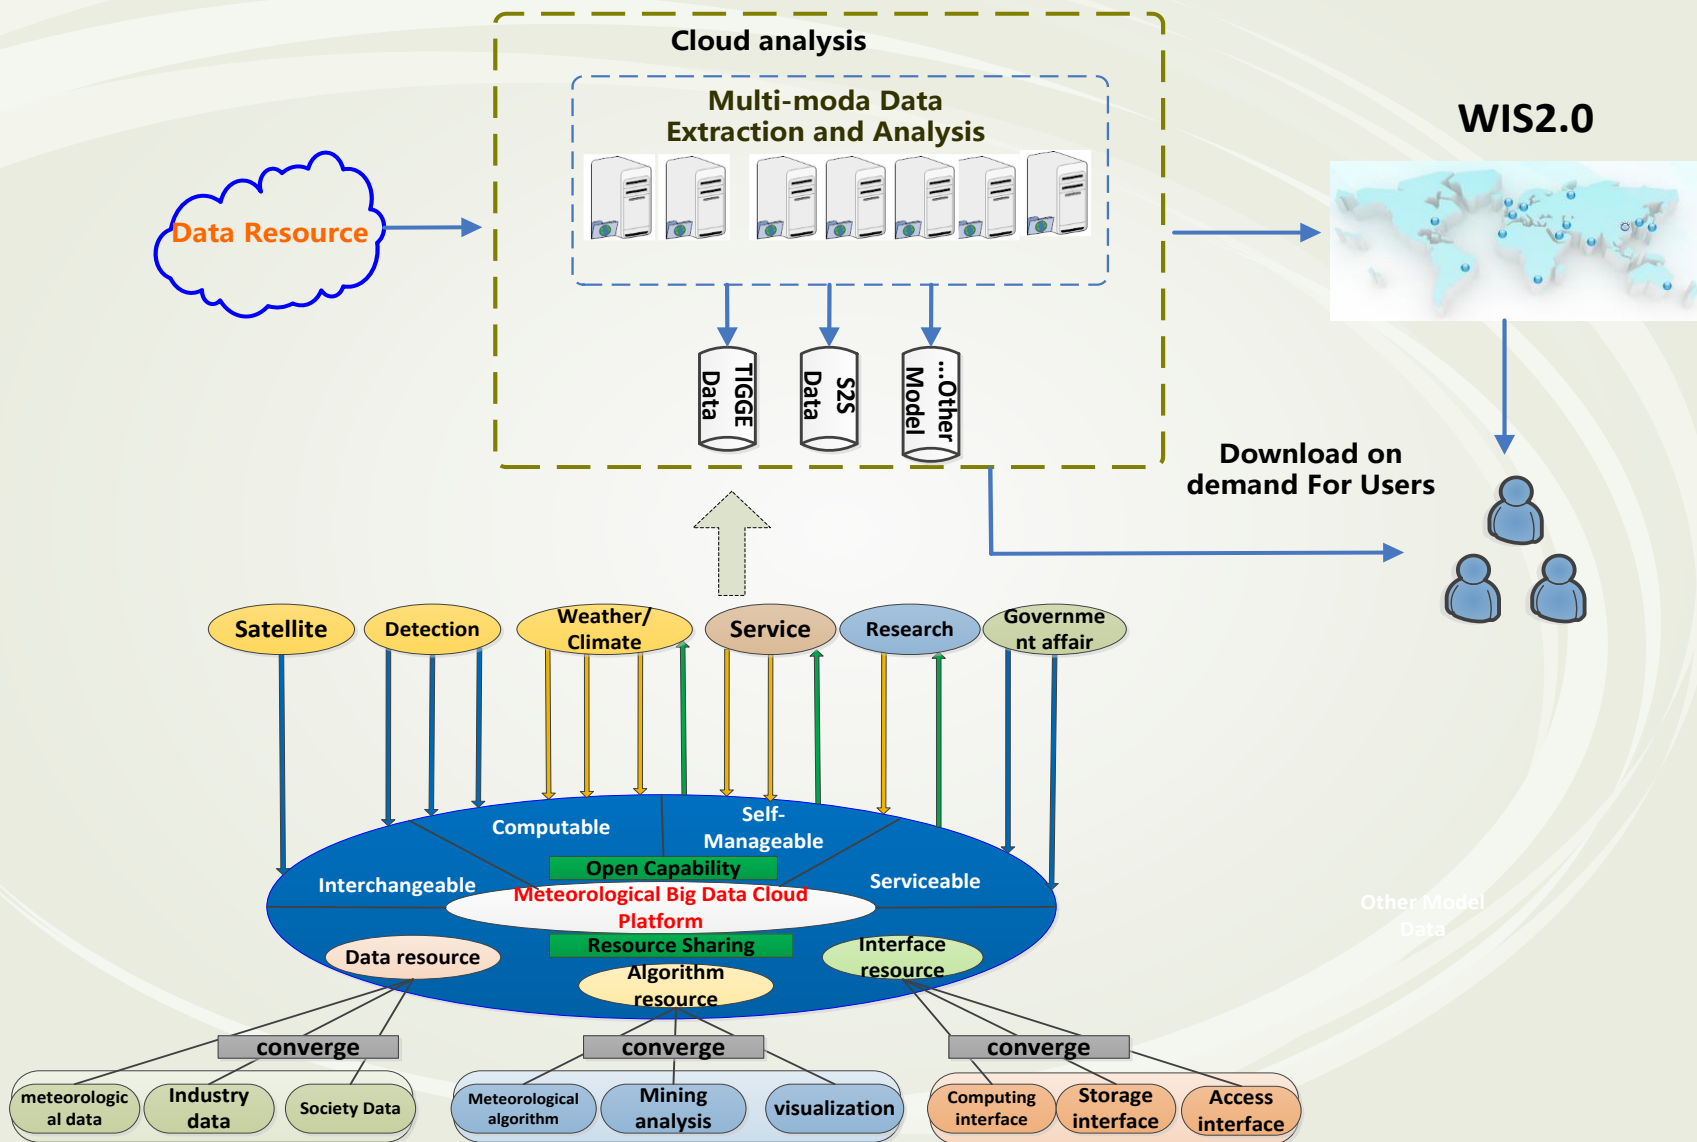 Cloud analysis
Multi-moda Data
Extraction and Analysis
WIS2.0
Data Resource
TIGGE
Data
S2S
Data
...Other
Model
Download on
demand For Users
Satellite
Detection
Weather/
Climate
Service
Research
Governme
nt affair
Computable
Self-
Manageable
Interchangeable
Serviceable
Open Capability
Meteorological Big Data Cloud
Platform
Resource Sharing
Data resource
Algorithm
resource
Interface
resource
Other Model
Data
converge
converge
converge
meteorologic
al data
Industry
data
Society Data
Meteorological
algorithm
Mining
analysis
visualization
Computing
interface
Storage
interface
Access
interface